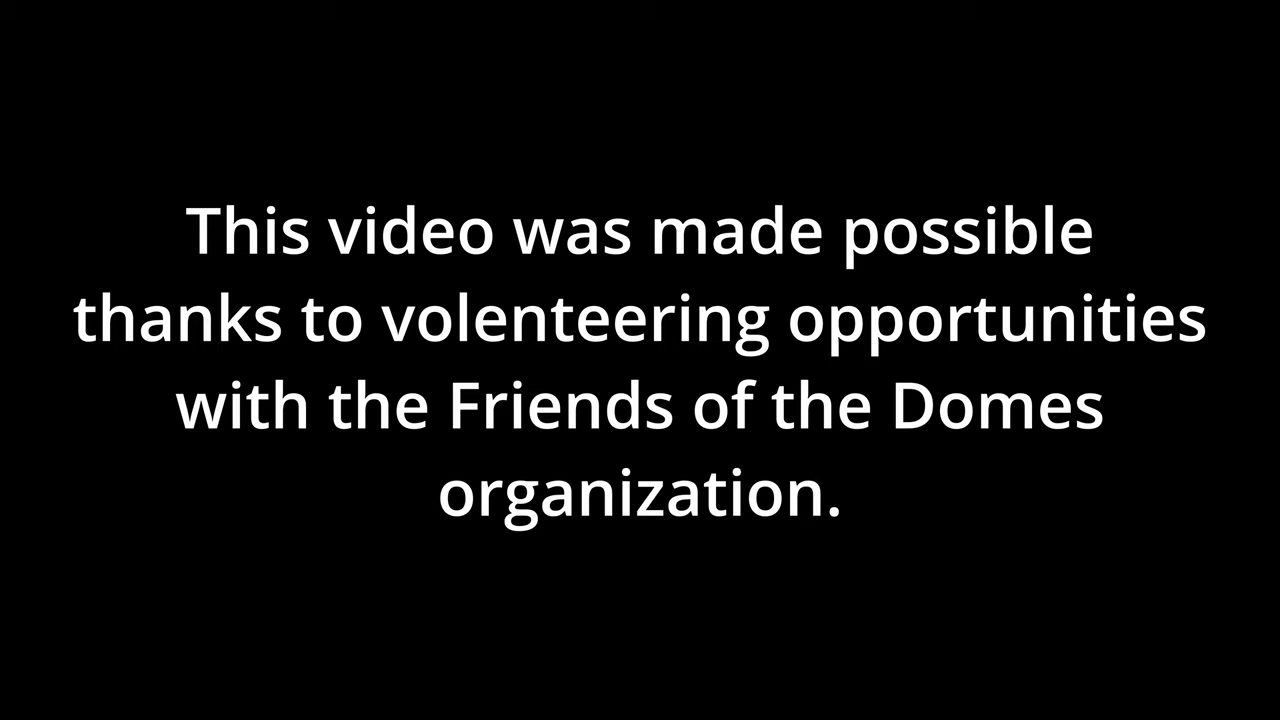 This video was made possible
thanks to volenteering opportunities
with the Friends of the Domes
organization.